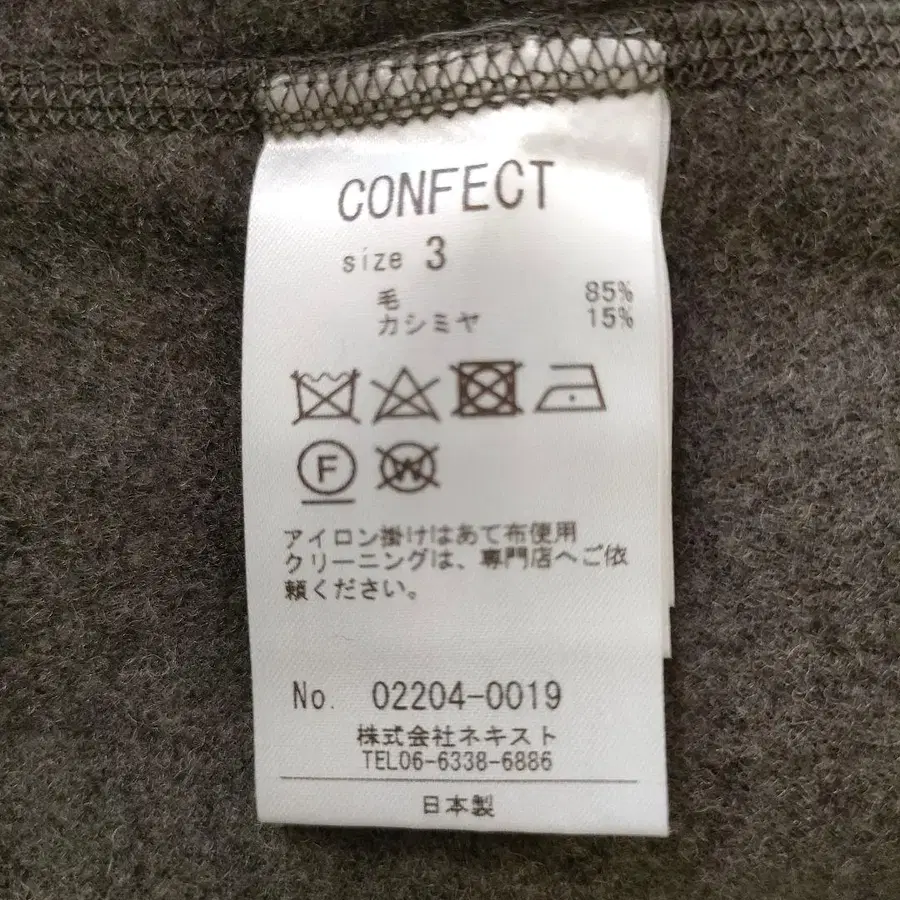 CONFECT
size 3
毛 85%
カシミヤ 15%
F W
アイロン掛けはあて布使用
クリーニングは、専門店へご依
頼ください。
No. 02204-0019
株式会社ネキスト
TEL06-6338-6886
日本製